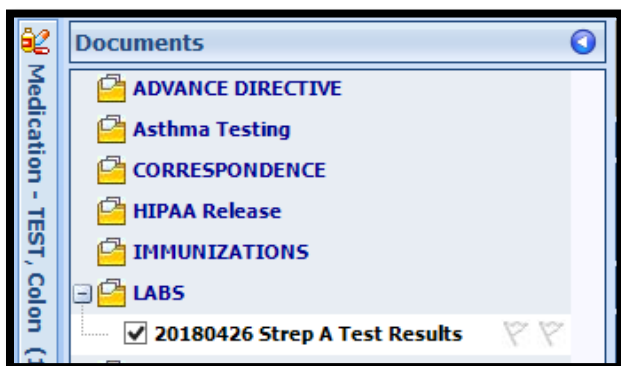 Documents
Medication - TEST, Colon (
ADVANCE DIRECTIVE
Asthma Testing
CORRESPONDENCE
HIPAA Release
IMMUNIZATIONS
LABS
20180426 Strep A Test Results